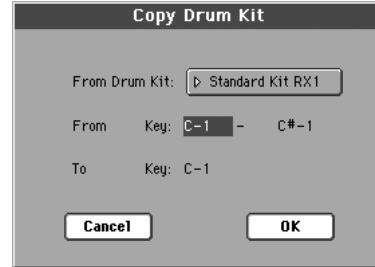 Copy Drum Kit
From Drum Kit: Standard Kit RX1
From Key: C-1 - C#-1
To Key: C-1
Cancel OK